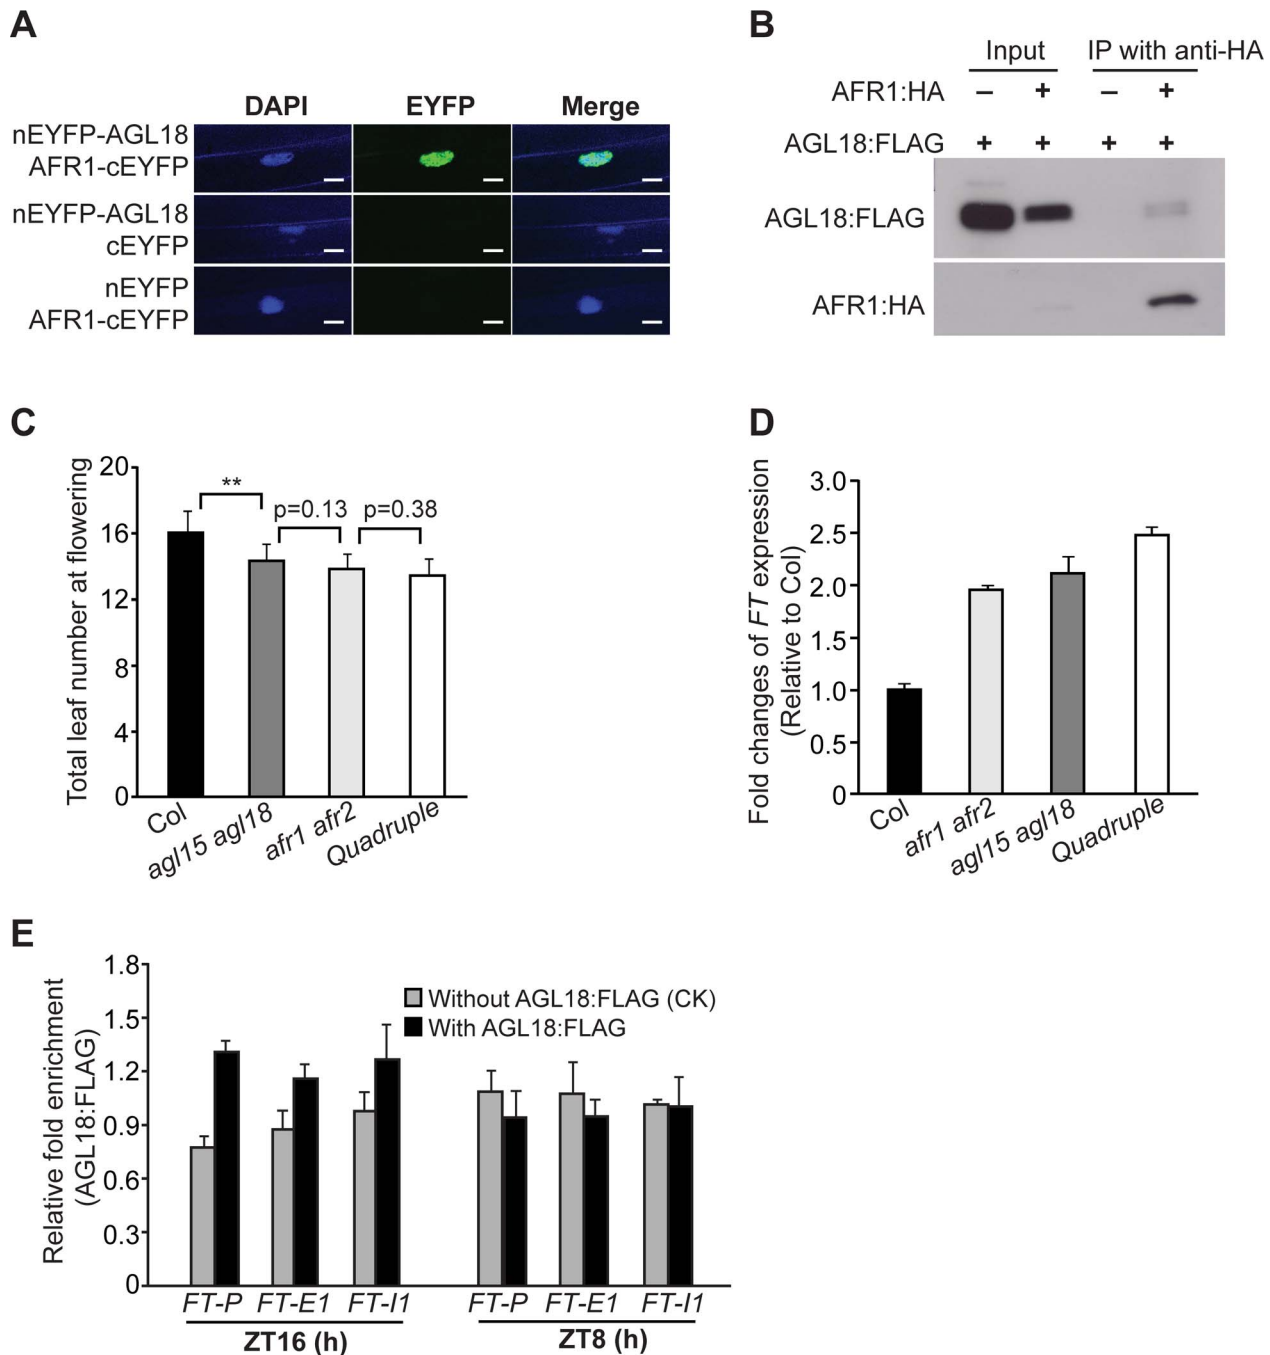 A
DAPI EYFP Merge
nEYFP-AGL18
AFR1-cEYFP
nEYFP-AGL18
cEYFP
nEYFP
AFR1-cEYFP
B
Input IP with anti-HA
AFR1:HA – + – +
AGL18:FLAG + + + +
AGL18:FLAG
AFR1:HA
C
Total leaf number at flowering
20
16
12
8
4
0
**
p=0.13
p=0.38
Col
agl15 agl18
afr1 afr2
Quadruple
D
Fold changes of FT expression
(Relative to Col)
3.0
2.5
2.0
1.5
1.0
0.5
0
Col
afr1 afr2
agl15 agl18
Quadruple
E
Relative fold enrichment
(AGL18:FLAG)
1.8
1.5
1.2
0.9
0.6
0.3
0
Without AGL18:FLAG (CK)
With AGL18:FLAG
FT-P FT-E1 FT-I1 FT-P FT-E1 FT-I1
ZT16 (h) ZT8 (h)